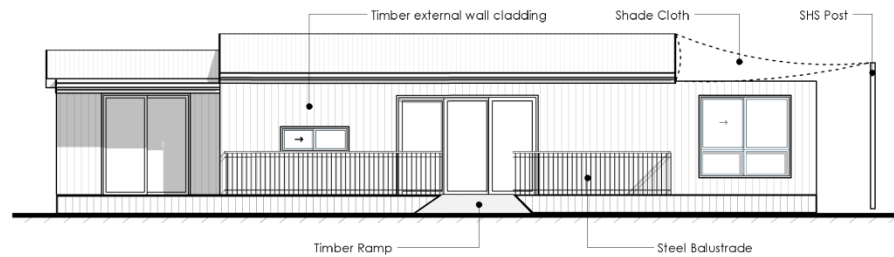 Timber external wall cladding
Shade Cloth
SHS Post
Timber Ramp
Steel Balustrade